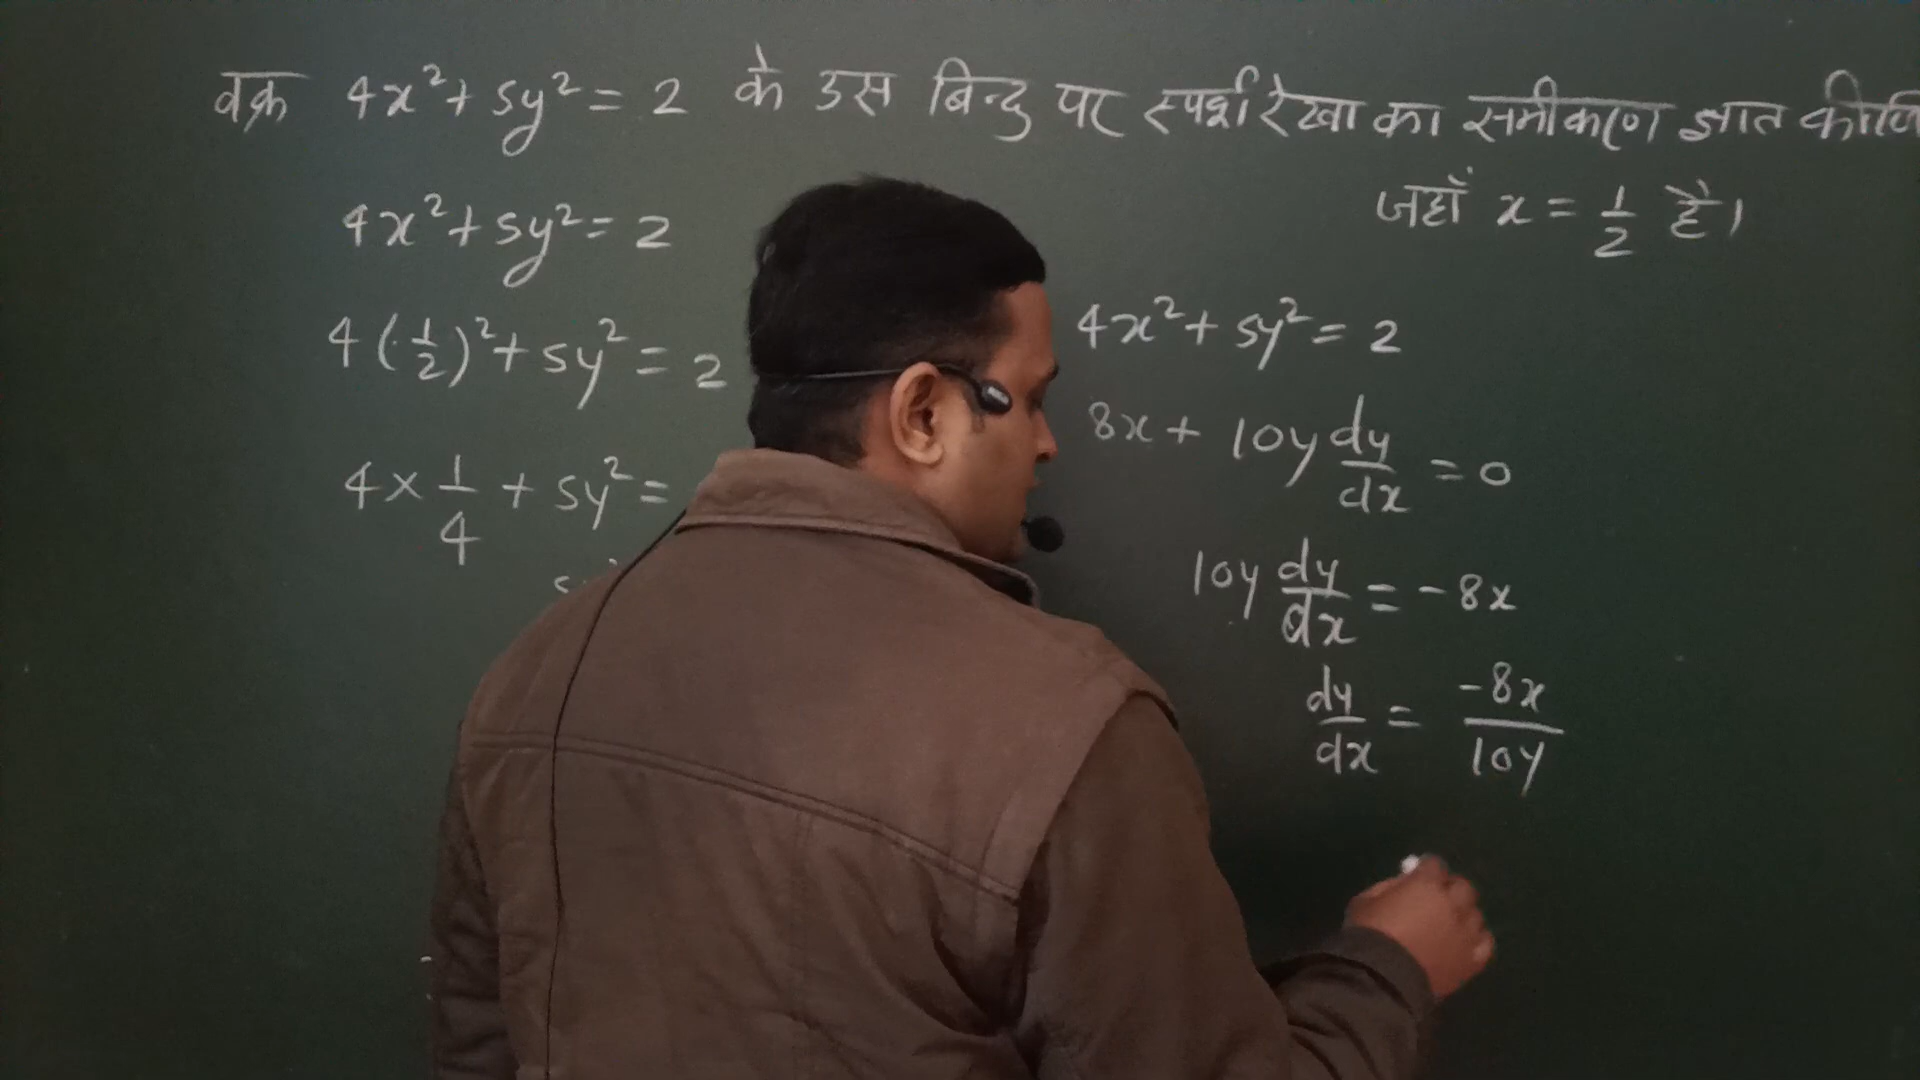 वक्र 4x² + 5y² = 2 के उस बिन्दु पर स्पर्श रेखा का समीकरण ज्ञात
जहाँ x = 1/2 है।
4x² + 5y² = 2
4(1/2)² + 5y² = 2
4 × 1/4 + 5y² =
4x² + 5y² = 2
8x + 10y dy/dx = 0
10y dy/dx = -8x
dy/dx = -8x/10y